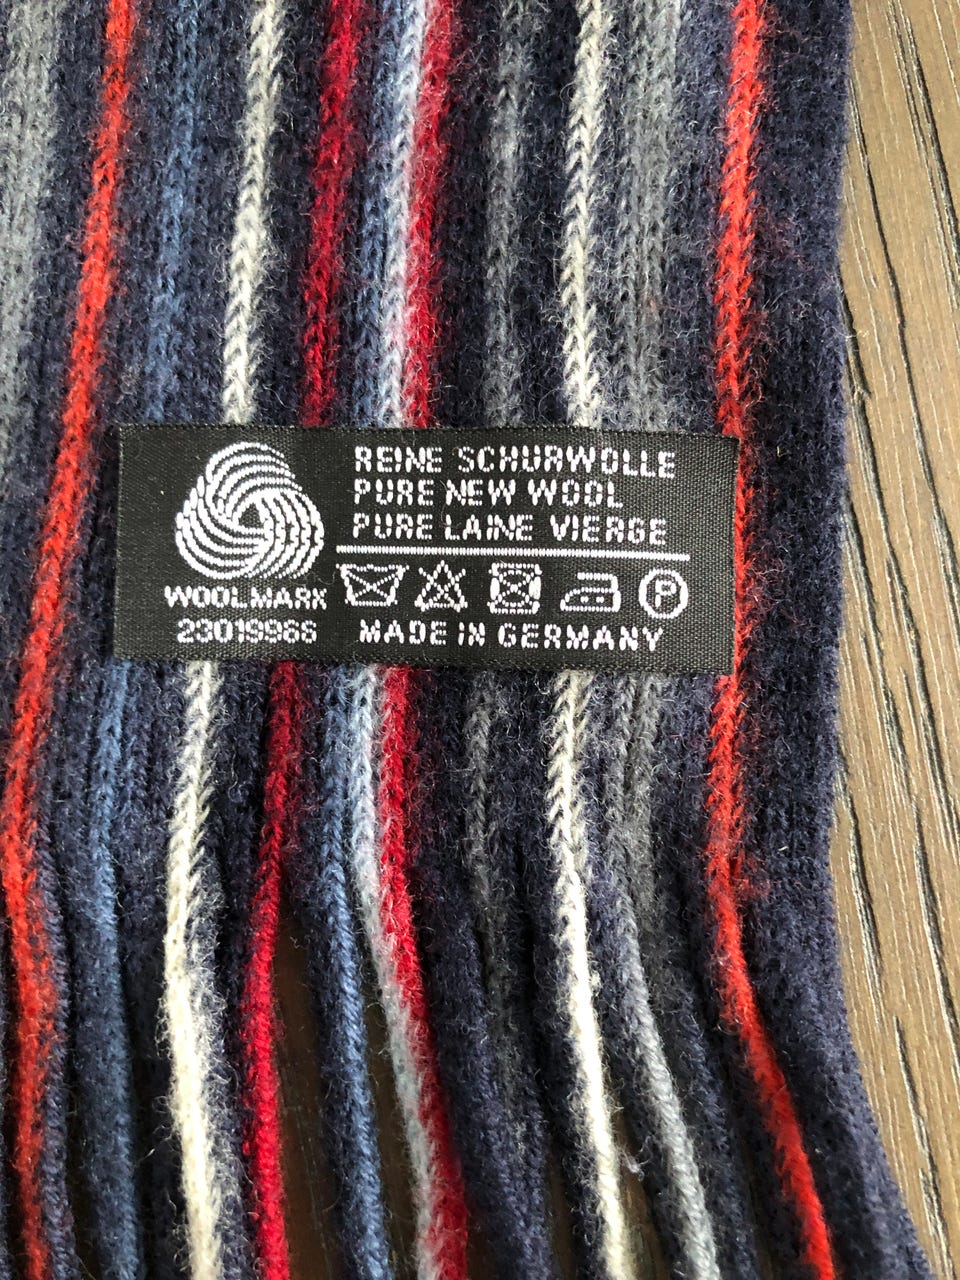 REINE SCHURWOLLE
PURE NEW WOOL
PURE LAINE VIERGE
WOOLMARK
23019966
P
MADE IN GERMANY